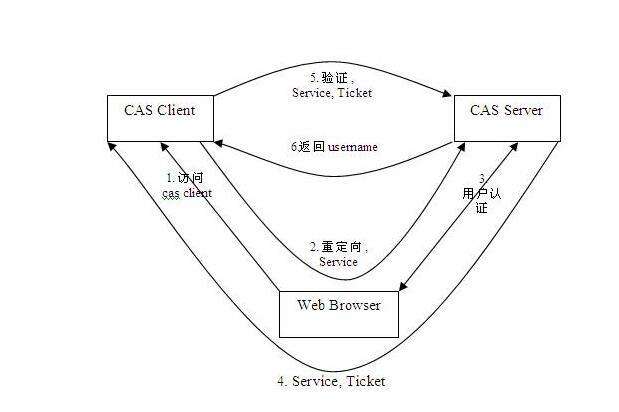 5.验证,
Service, Ticket
CAS Client
CAS Server
6返回 username
1.访问
cas client
3.
用户认
证
2.重定向,
Service
Web Browser
4. Service, Ticket